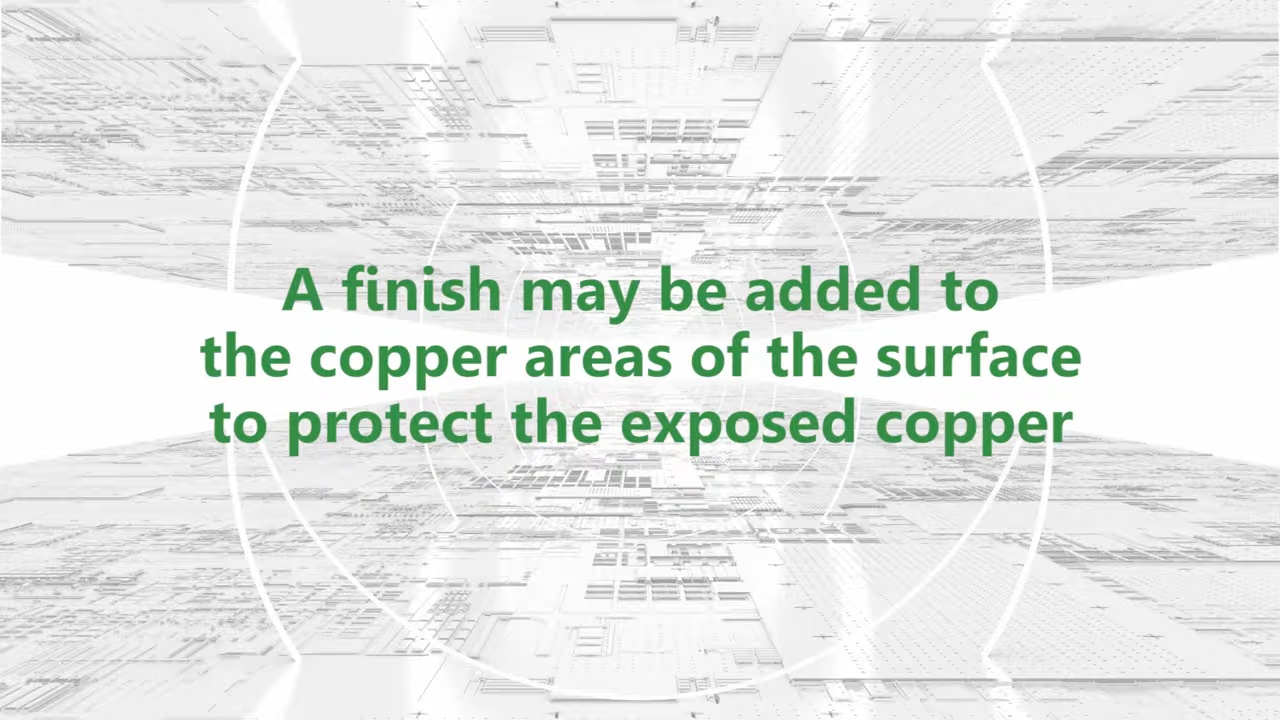 A finish may be added to
the copper areas of the surface
to protect the exposed copper